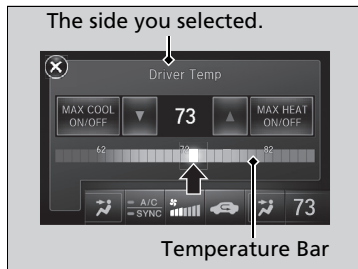 The side you selected.
Driver Temp
MAX COOL ON/OFF
73
MAX HEAT ON/OFF
62
72
82
A/C
SYNC
73
Temperature Bar